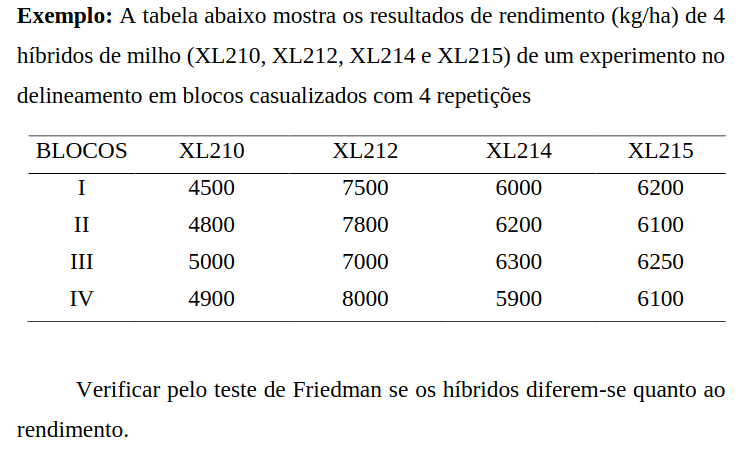 Exemplo: A tabela abaixo mostra os resultados de rendimento (kg/ha) de 4
híbridos de milho (XL210, XL212, XL214 e XL215) de um experimento no
delineamento em blocos casualizados com 4 repetições
BLOCOS XL210 XL212 XL214 XL215
I 4500 7500 6000 6200
II 4800 7800 6200 6100
III 5000 7000 6300 6250
IV 4900 8000 5900 6100
Verificar pelo teste de Friedman se os híbridos diferem-se quanto ao
rendimento.